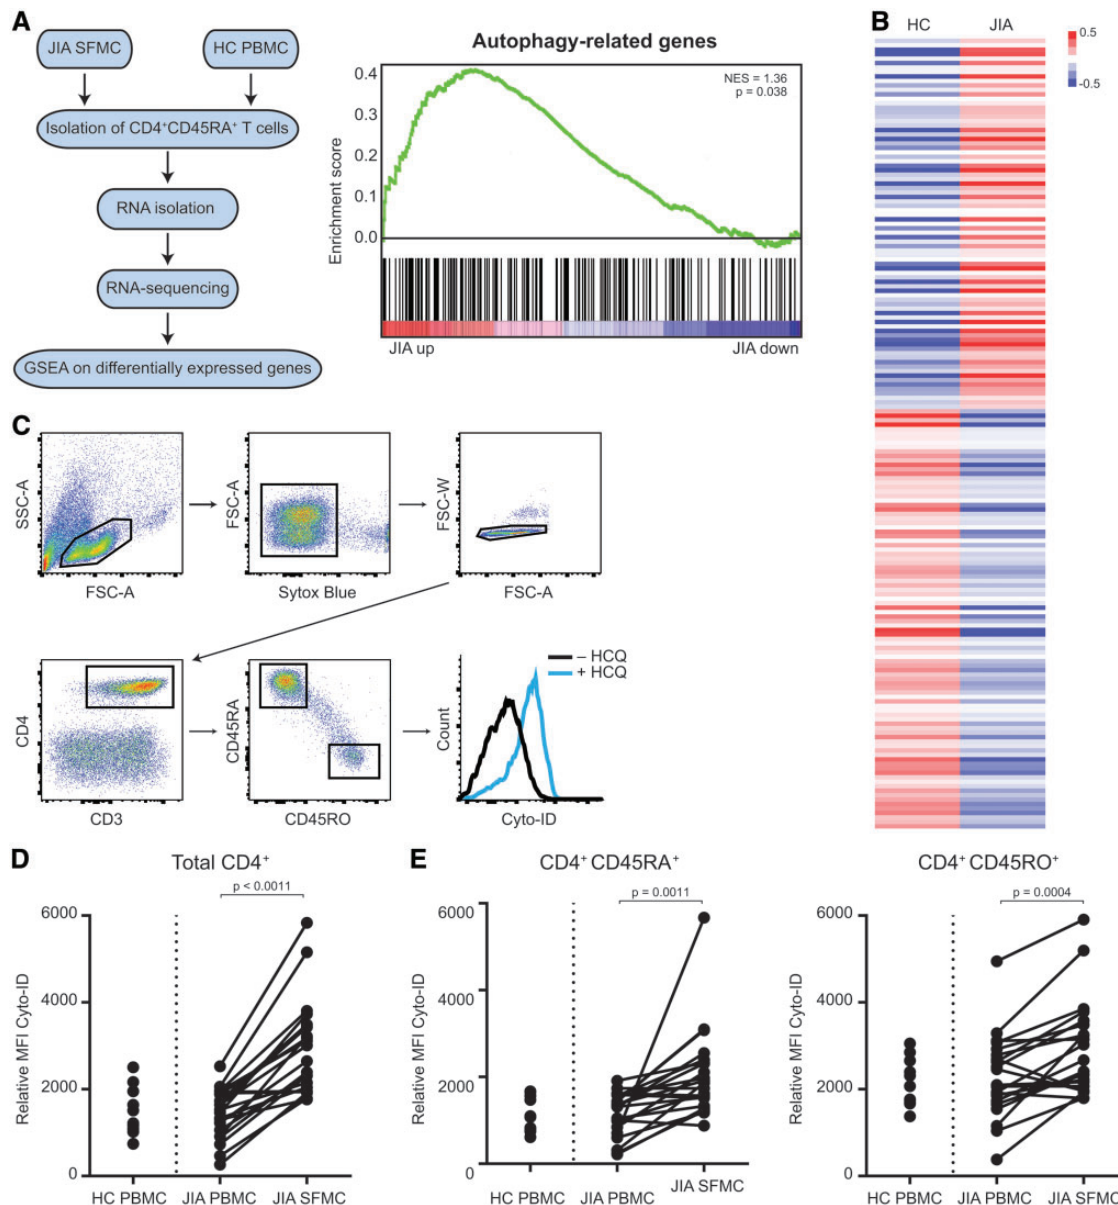 A
JIA SFMC
HC PBMC
Isolation of CD4⁺CD45RA⁺ T cells
RNA isolation
RNA-sequencing
GSEA on differentially expressed genes
Autophagy-related genes
NES = 1.36
p = 0.038
Enrichment score
0.4
0.3
0.2
0.1
0.0
JIA up
JIA down
B
HC
JIA
0.5
-0.5
C
SSC-A
FSC-A
FSC-A
Sytox Blue
FSC-W
FSC-A
CD4
CD3
CD45RA
CD45RO
– HCQ
+ HCQ
Count
Cyto-ID
D
Total CD4⁺
p < 0.0011
Relative MFI Cyto-ID
6000
4000
2000
0
HC PBMC
JIA PBMC
JIA SFMC
E
CD4⁺ CD45RA⁺
p = 0.0011
Relative MFI Cyto-ID
6000
4000
2000
0
HC PBMC
JIA PBMC
JIA SFMC
CD4⁺ CD45RO⁺
p = 0.0004
Relative MFI Cyto-ID
6000
4000
2000
0
HC PBMC
JIA PBMC
JIA SFMC